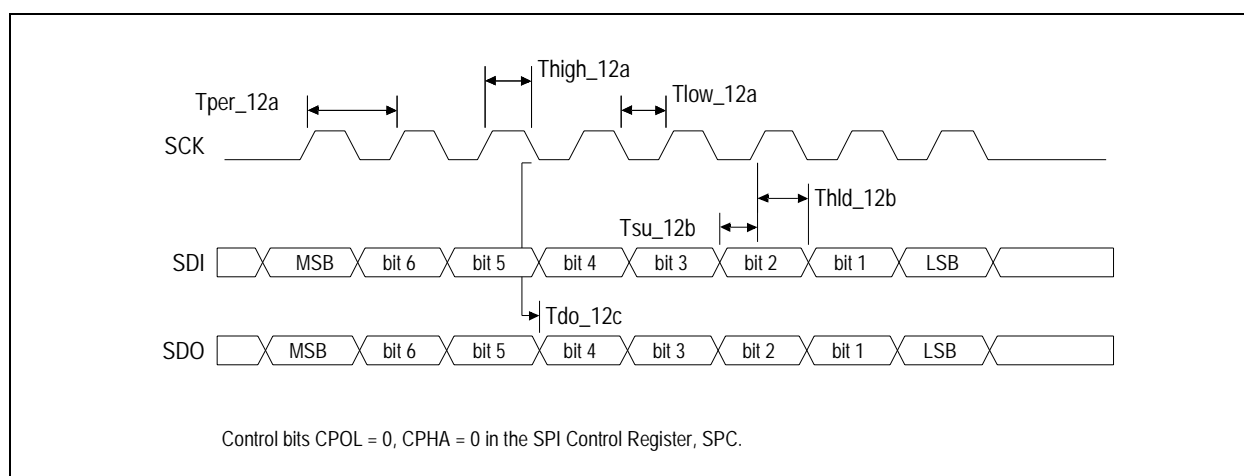 Thigh_12a
Tper_12a
Tlow_12a
SCK
Thld_12b
Tsu_12b
SDI MSB bit 6 bit 5 bit 4 bit 3 bit 2 bit 1 LSB
Tdo_12c
SDO MSB bit 6 bit 5 bit 4 bit 3 bit 2 bit 1 LSB
Control bits CPOL = 0, CPHA = 0 in the SPI Control Register, SPC.